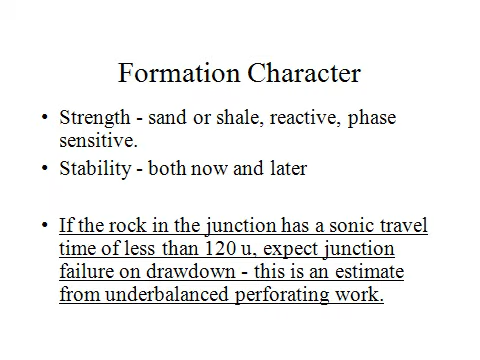 Formation Character
• Strength - sand or shale, reactive, phase
sensitive.
• Stability - both now and later
• If the rock in the junction has a sonic travel
time of less than 120 u, expect junction
failure on drawdown - this is an estimate
from underbalanced perforating work.